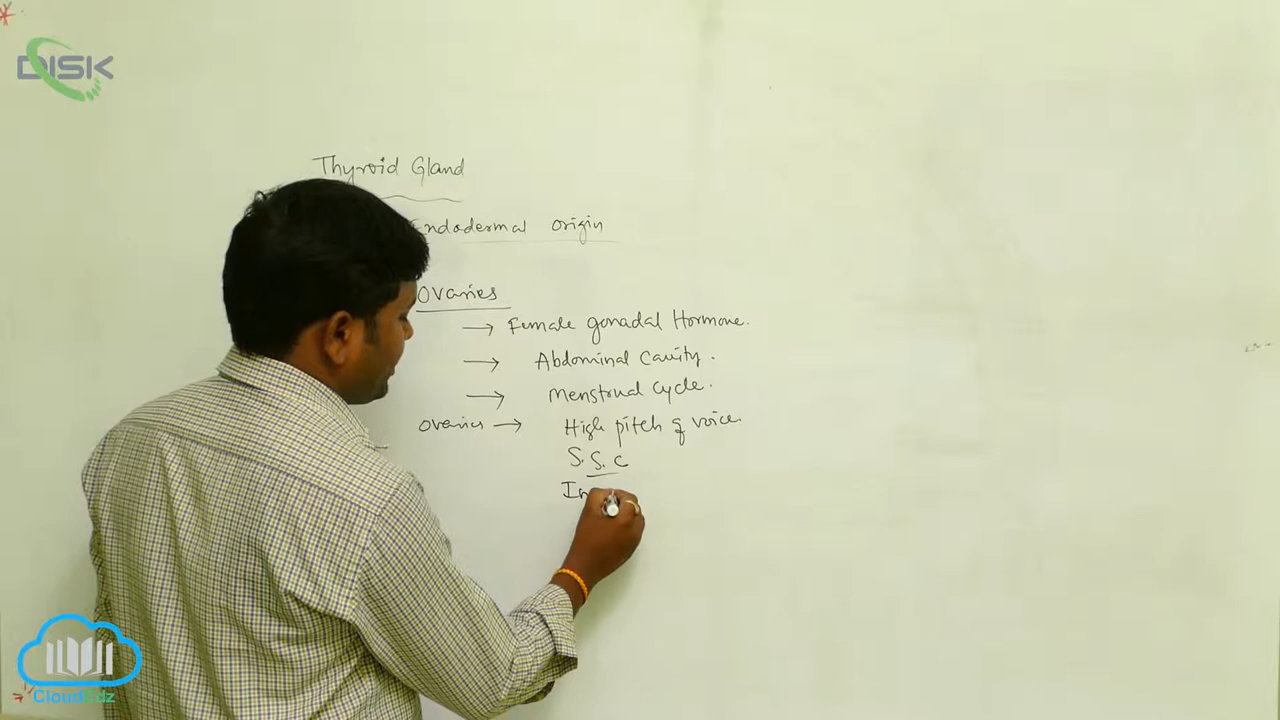 DISK
Thyroid Gland
Endodermal origin
Ovaries
→ Female gonadal Hormone.
→ Abdominal Cavity.
→ Menstrual cycle.
Ovaries → High pitch of voice.
S.S.C
In
CloudEdz